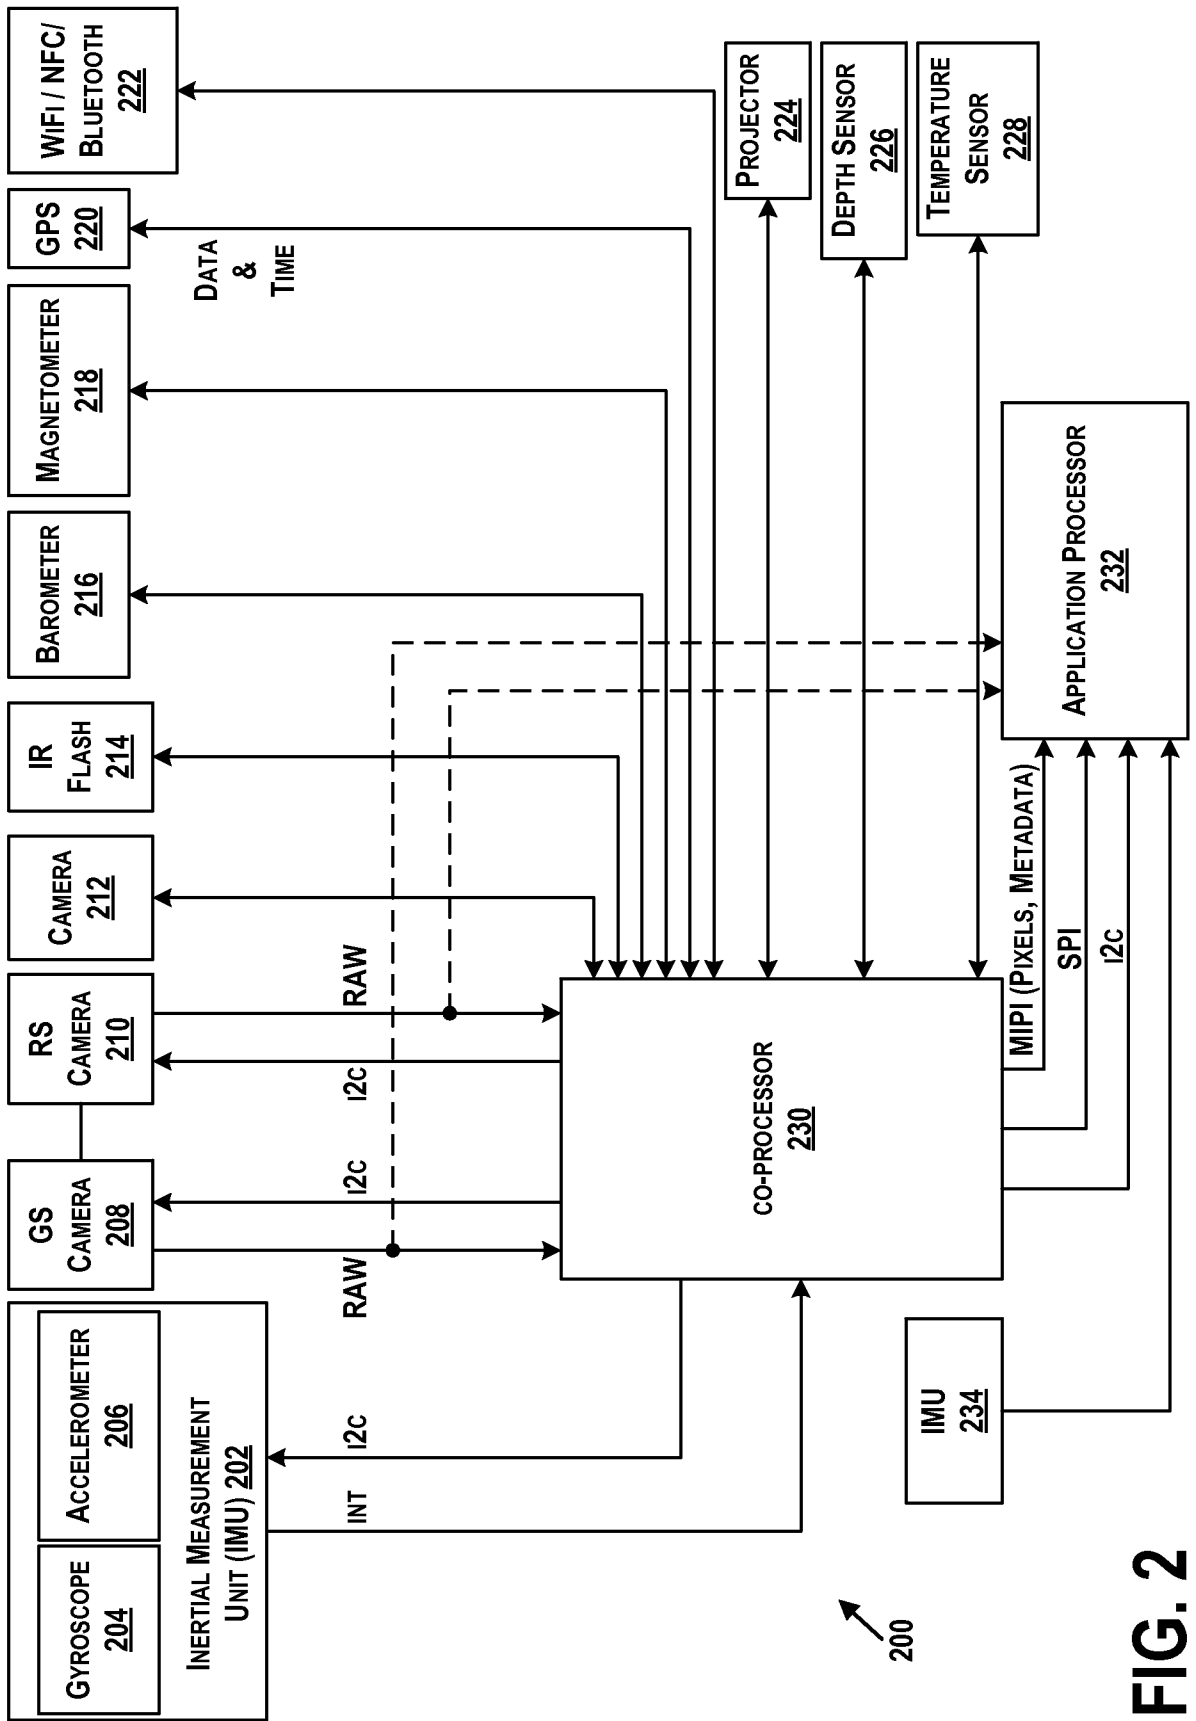 GYROSCOPE
204
ACCELEROMETER
206
INERTIAL MEASUREMENT
UNIT (IMU) 202
GS
CAMERA
208
RS
CAMERA
210
CAMERA
212
IR
FLASH
214
BAROMETER
216
MAGNETOMETER
218
GPS
220
WIFI / NFC/
BLUETOOTH
222
INT
I2C
RAW
I2C
I2C
RAW
DATA
&
TIME
PROJECTOR
224
DEPTH SENSOR
226
TEMPERATURE
SENSOR
228
CO-PROCESSOR
230
200
IMU
234
MIPI (PIXELS, METADATA)
SPI
I2C
APPLICATION PROCESSOR
232
FIG. 2